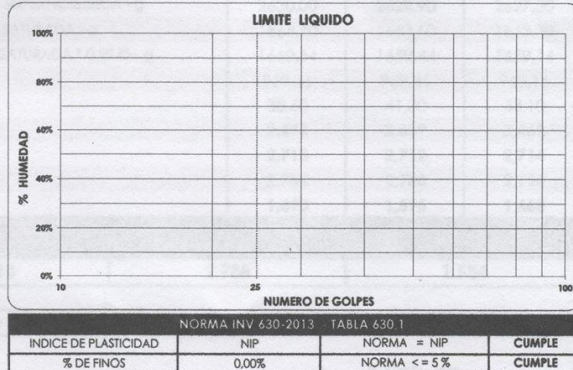 LIMITE LIQUIDO
100%
80%
60%
40%
20%
0%
% HUMEDAD
10 25 100
NUMERO DE GOLPES
NORMA INV 630-2013 - TABLA 630.1
INDICE DE PLASTICIDAD NIP NORMA = NIP CUMPLE
% DE FINOS 0,00% NORMA <= 5 % CUMPLE